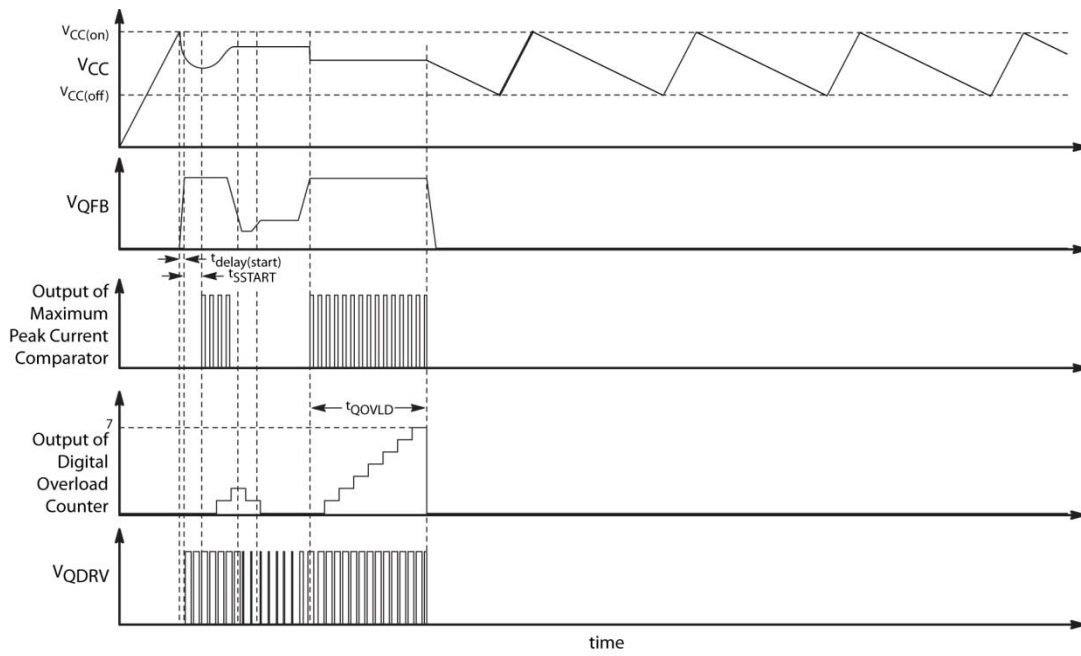 VCC(on)
VCC
VCC(off)
VQFB
tdelay(start)
tSSTART
Output of
Maximum
Peak Current
Comparator
tQOVLD
7
Output of
Digital
Overload
Counter
VQDRV
time